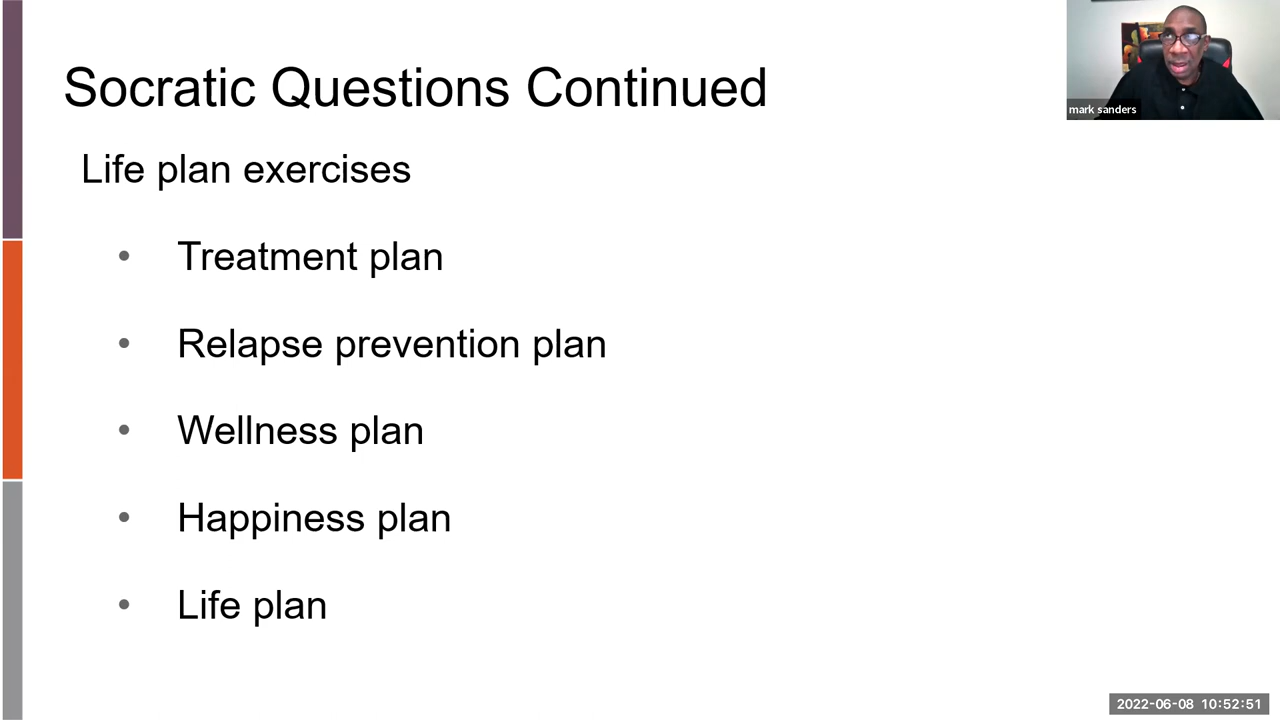 Socratic Questions Continued
mark sanders
Life plan exercises
• Treatment plan
• Relapse prevention plan
• Wellness plan
• Happiness plan
• Life plan
2022-06-08 10:52:51